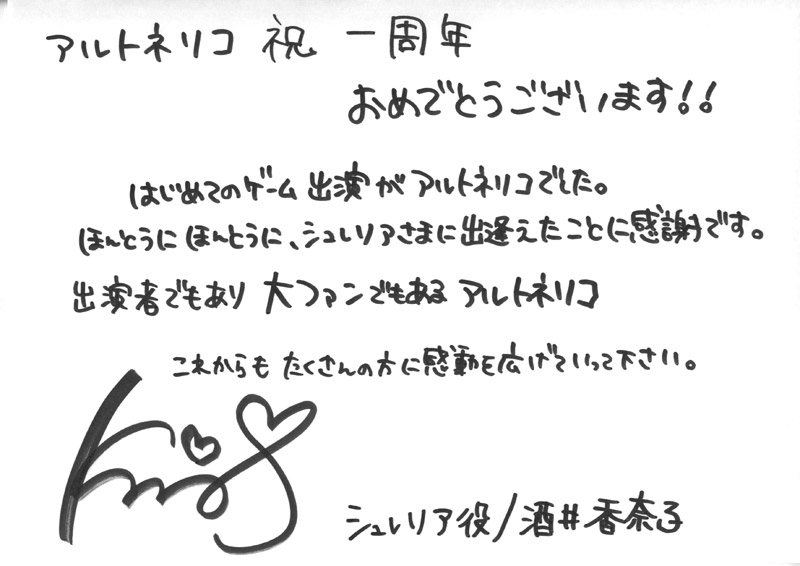 アルトネリコ 祝 一周年
おめでとうございます!!
はじめてのゲーム出演がアルトネリコでした。
ほんとうにほんとうに、シュレリアさまに出逢えたことに感謝です。
出演者でもあり 大ファンでもある アルトネリコ
これからも たくさんの方に感動を広げていって下さい。
シュレリア役/酒井香奈子